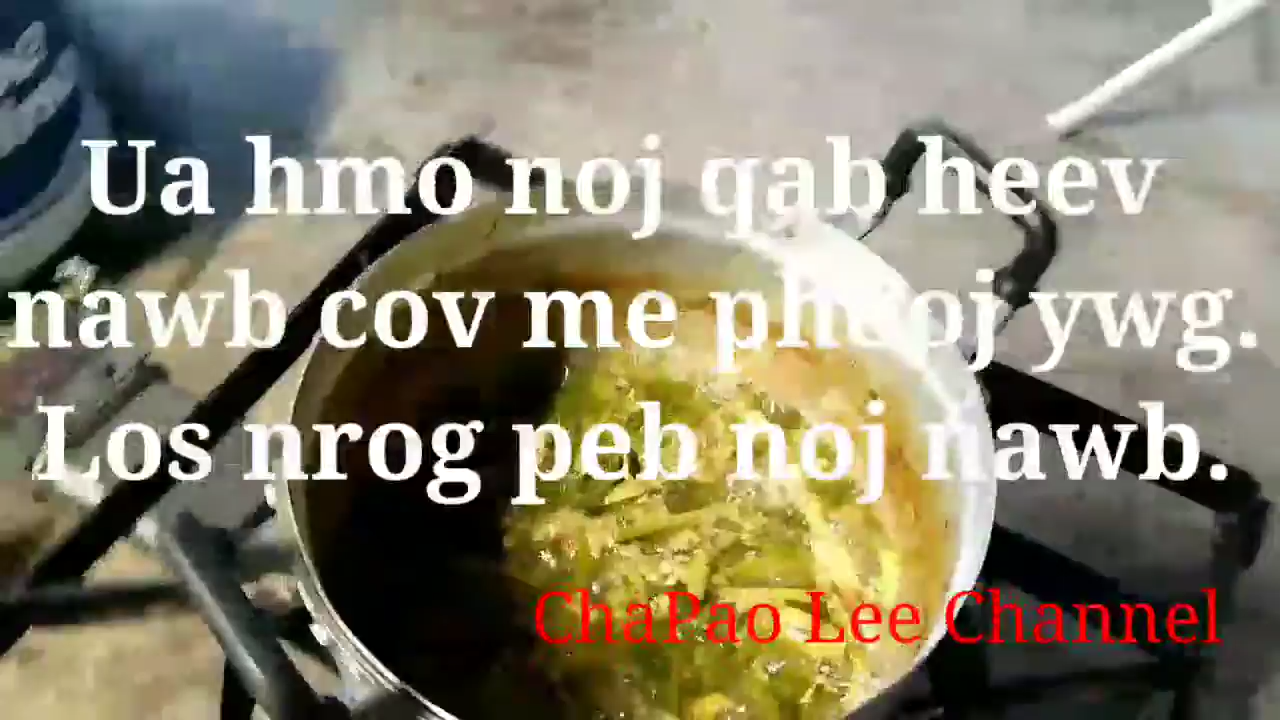 Ua hmo noj qab heev
nawb cov me phooj ywg.
Los nrog peb noj nawb.
ChaPao Lee Channel